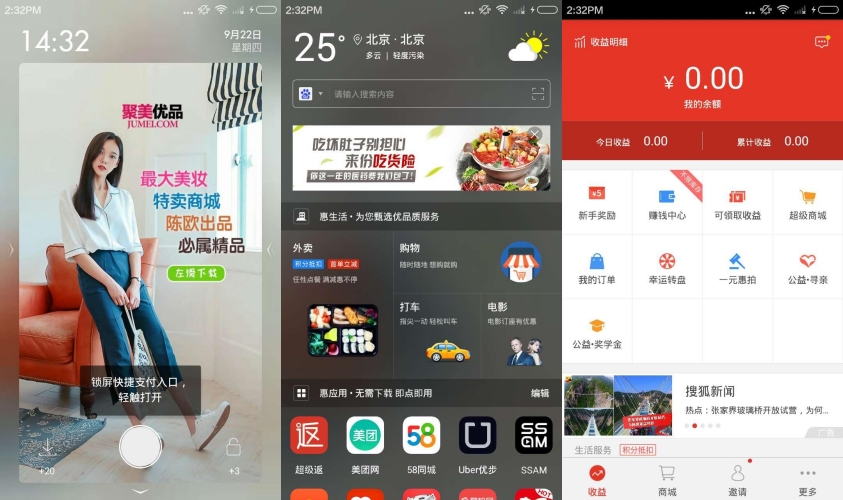 2:32PM
14:32
9月22日
星期四
聚美优品
JUMEI.COM
最大美妆
特卖商城
陈欧出品
必属精品
左滑下载
锁屏快捷支付入口，
轻触打开
+20
+3
2:32PM
25°
北京 · 北京
多云 | 轻度污染
请输入搜索内容
吃坏肚子别担心
来份吃货险
你这一年的医药费我们包了!
惠生活 · 为您甄选优品质服务
外卖
积分抵扣 首单立减
任性点餐 满减惠不停
购物
随时随地 想购就购
打车
指尖一动 轻松叫车
电影
电影订座有优惠
惠应用 · 无需下载 即点即用
编辑
返
美团
58
U
SSAM
超级返
美团网
58同城
Uber优步
SSAM
HOT
2:32PM
收益明细
¥ 0.00
我的余额
今日收益 0.00
累计收益 0.00
¥5
新手奖励
赚钱中心
可领取收益
超级商城
我的订单
幸运转盘
一元惠拍
公益·寻亲
公益·奖学金
搜狐新闻
热点：张家界玻璃桥开放试营，为何...
广告
生活服务 积分抵扣
收益
商城
邀请
更多